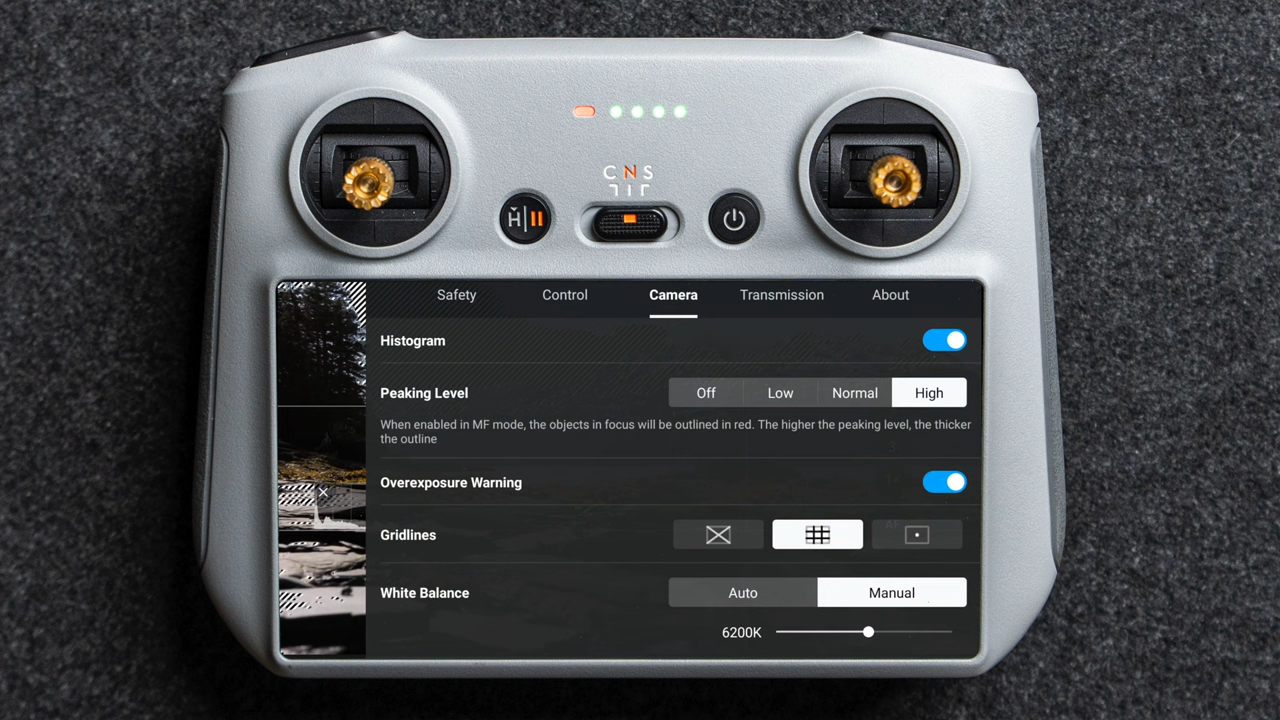 C N S
H
Safety Control Camera Transmission About
Histogram
Peaking Level Off Low Normal High
When enabled in MF mode, the objects in focus will be outlined in red. The higher the peaking level, the thicker
the outline
Overexposure Warning
Gridlines
White Balance Auto Manual
6200K